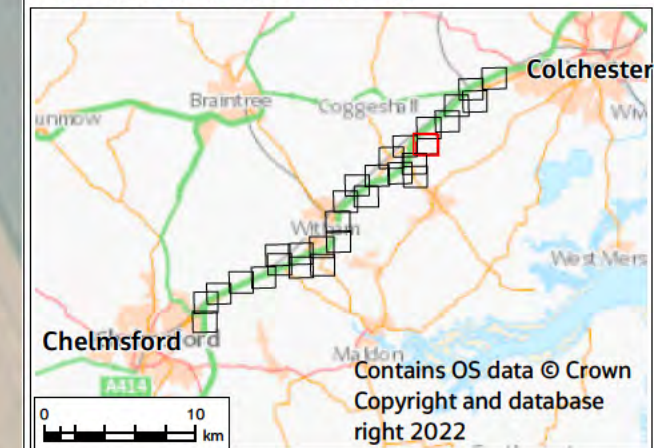 Colchester
Braintree
Coggeshall
unmow
Wiv
Witham
West Mers
Chelmsford
Maldon
A414
Contains OS data © Crown
Copyright and database
right 2022
0 10
km